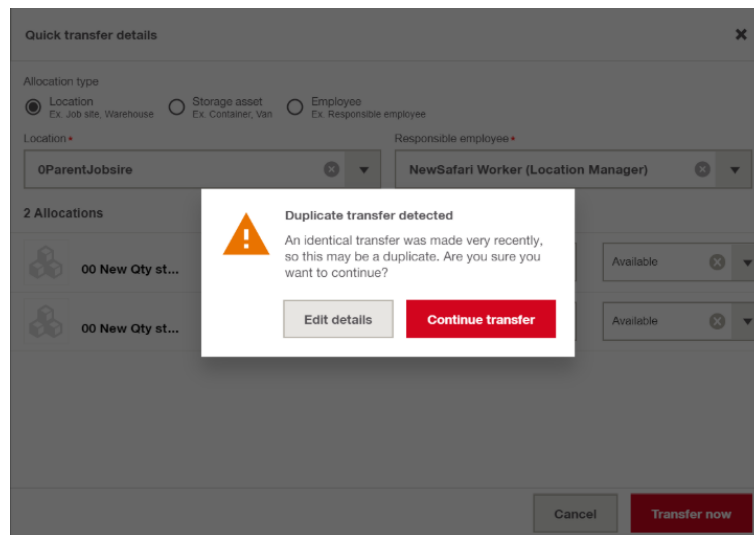 Quick transfer details
Allocation type
Location
Ex. Job site, Warehouse
Storage asset
Ex. Container, Van
Employee
Ex. Responsible employee
Location •
Responsible employee •
0ParentJobsire
NewSafari Worker (Location Manager)
2 Allocations
Duplicate transfer detected
An identical transfer was made very recently,
so this may be a duplicate. Are you sure you
want to continue?
Edit details
Continue transfer
00 New Qty st...
Available
00 New Qty st...
Available
Cancel
Transfer now